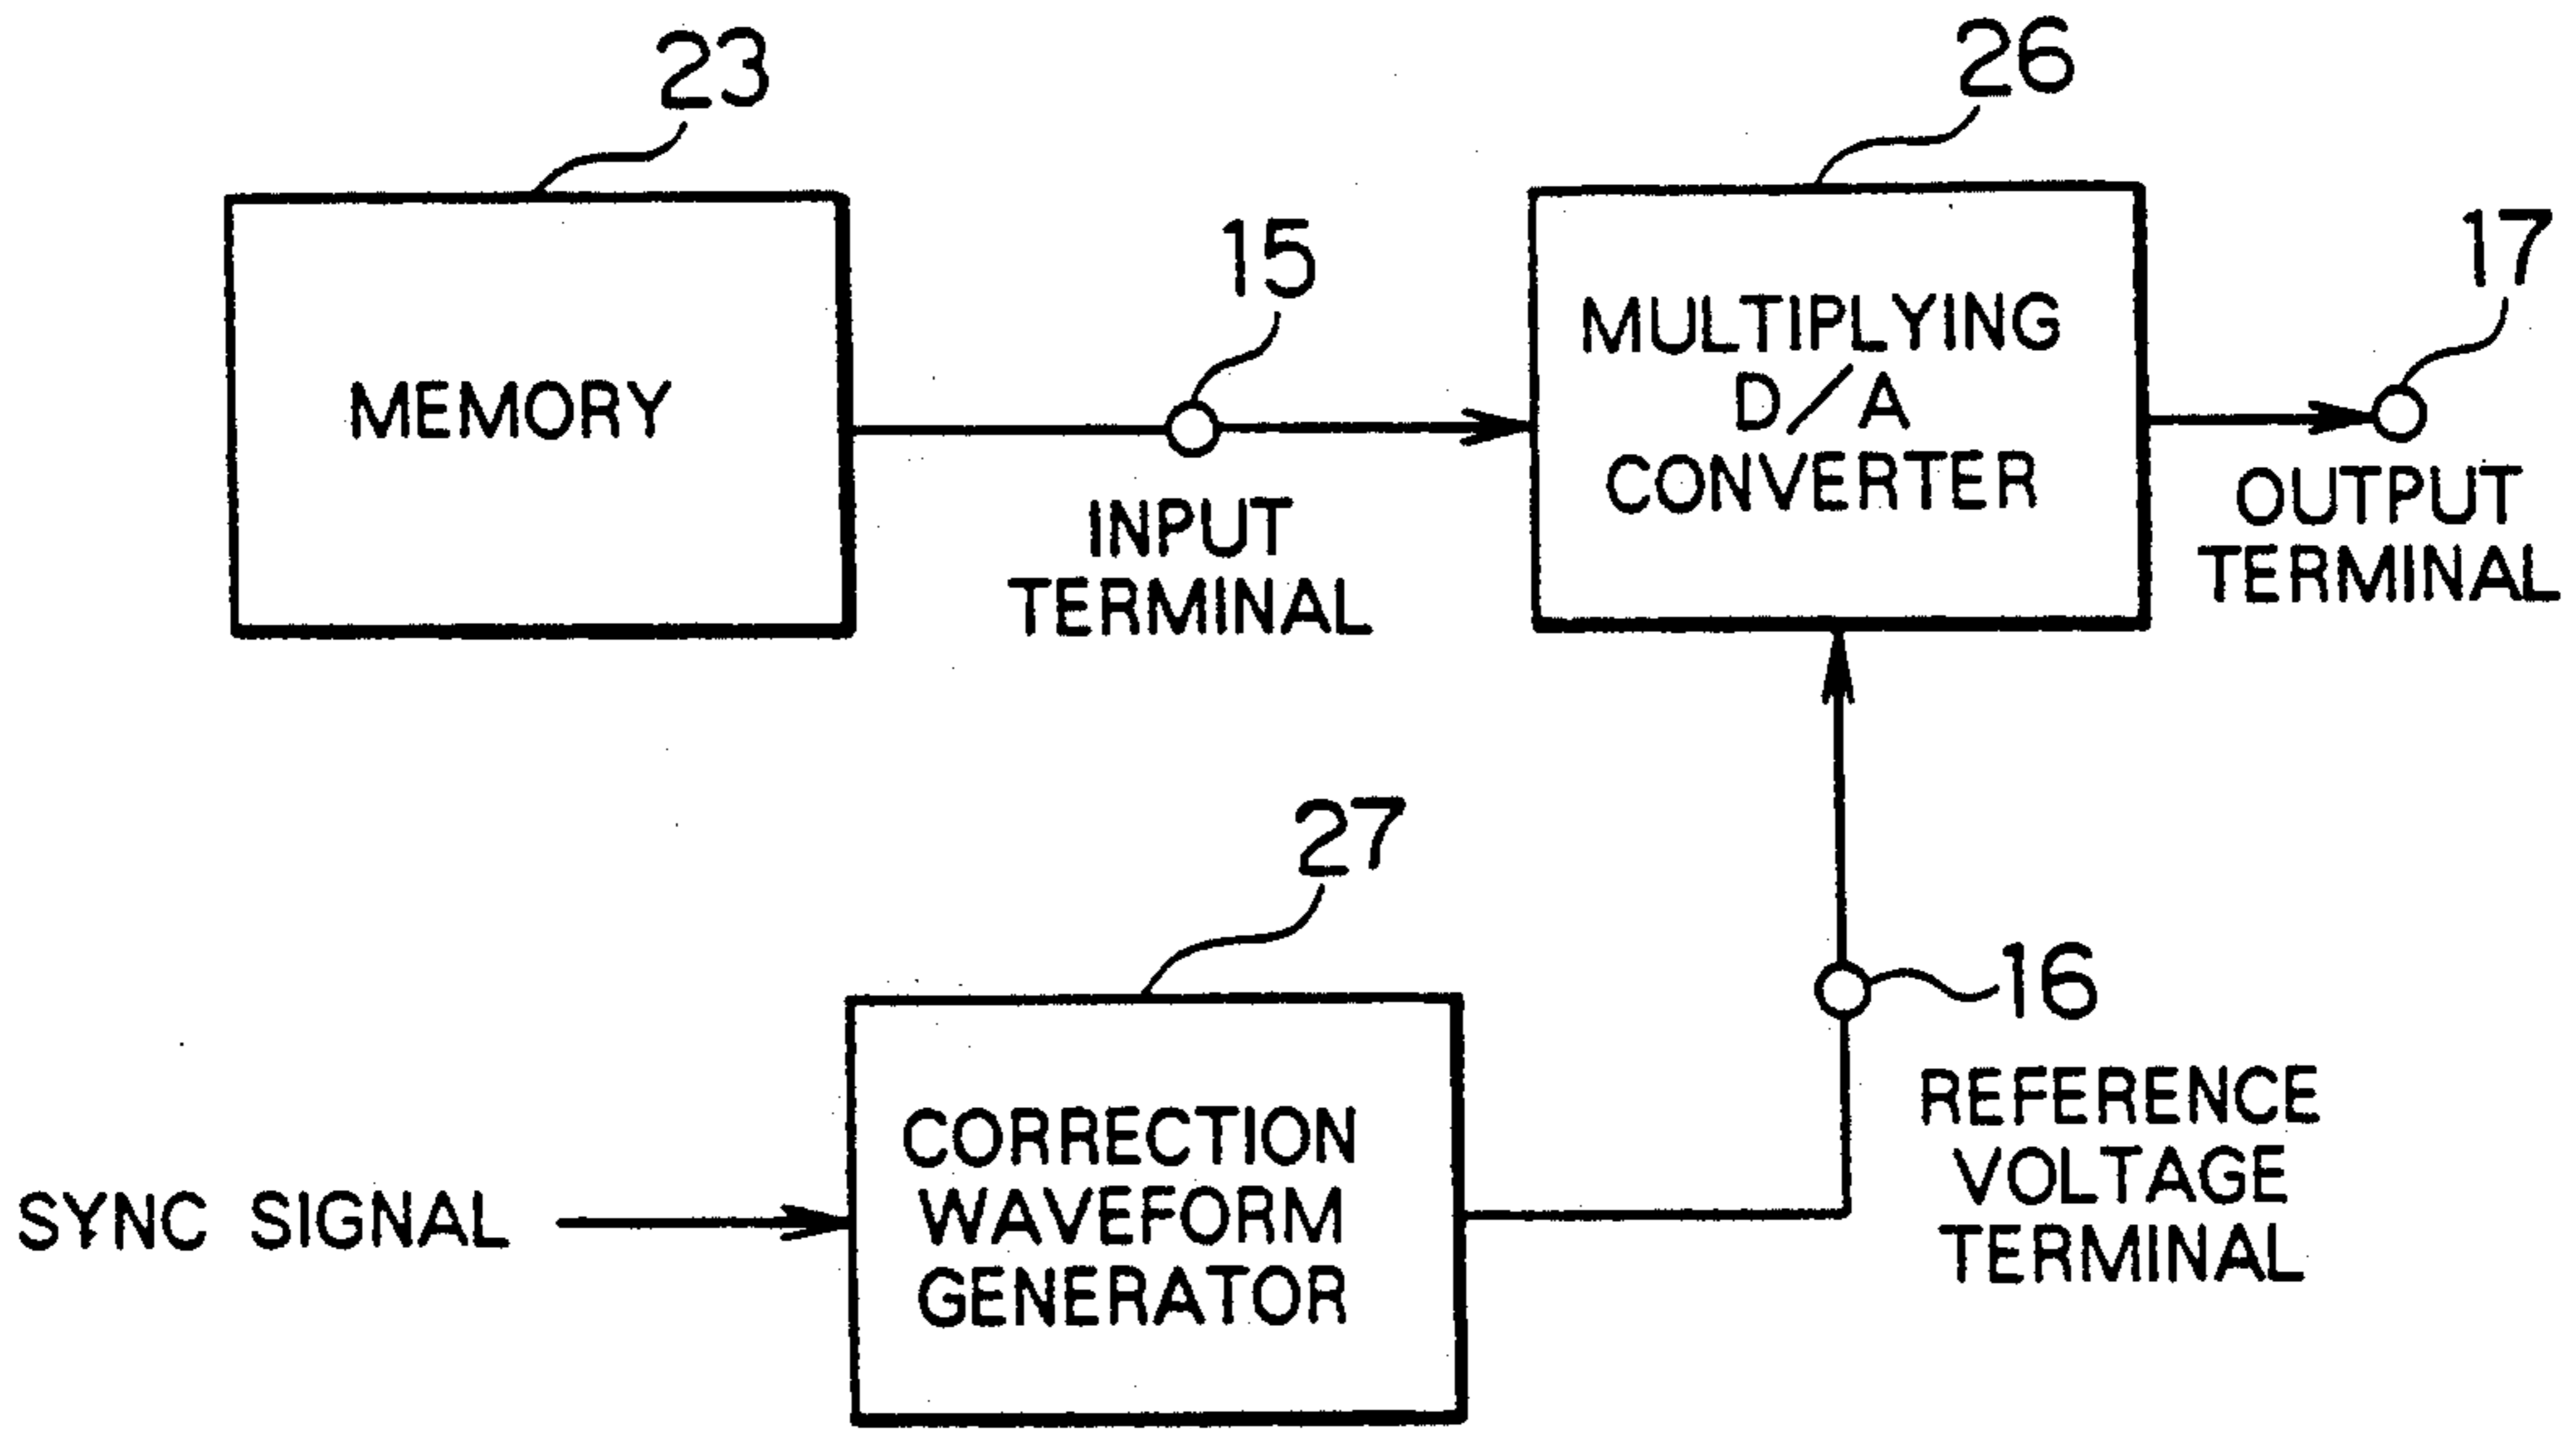 23
26
15
17
MEMORY
MULTIPLYING
D/A
CONVERTER
INPUT
TERMINAL
OUTPUT
TERMINAL
27
16
SYNC SIGNAL
CORRECTION
WAVEFORM
GENERATOR
REFERENCE
VOLTAGE
TERMINAL